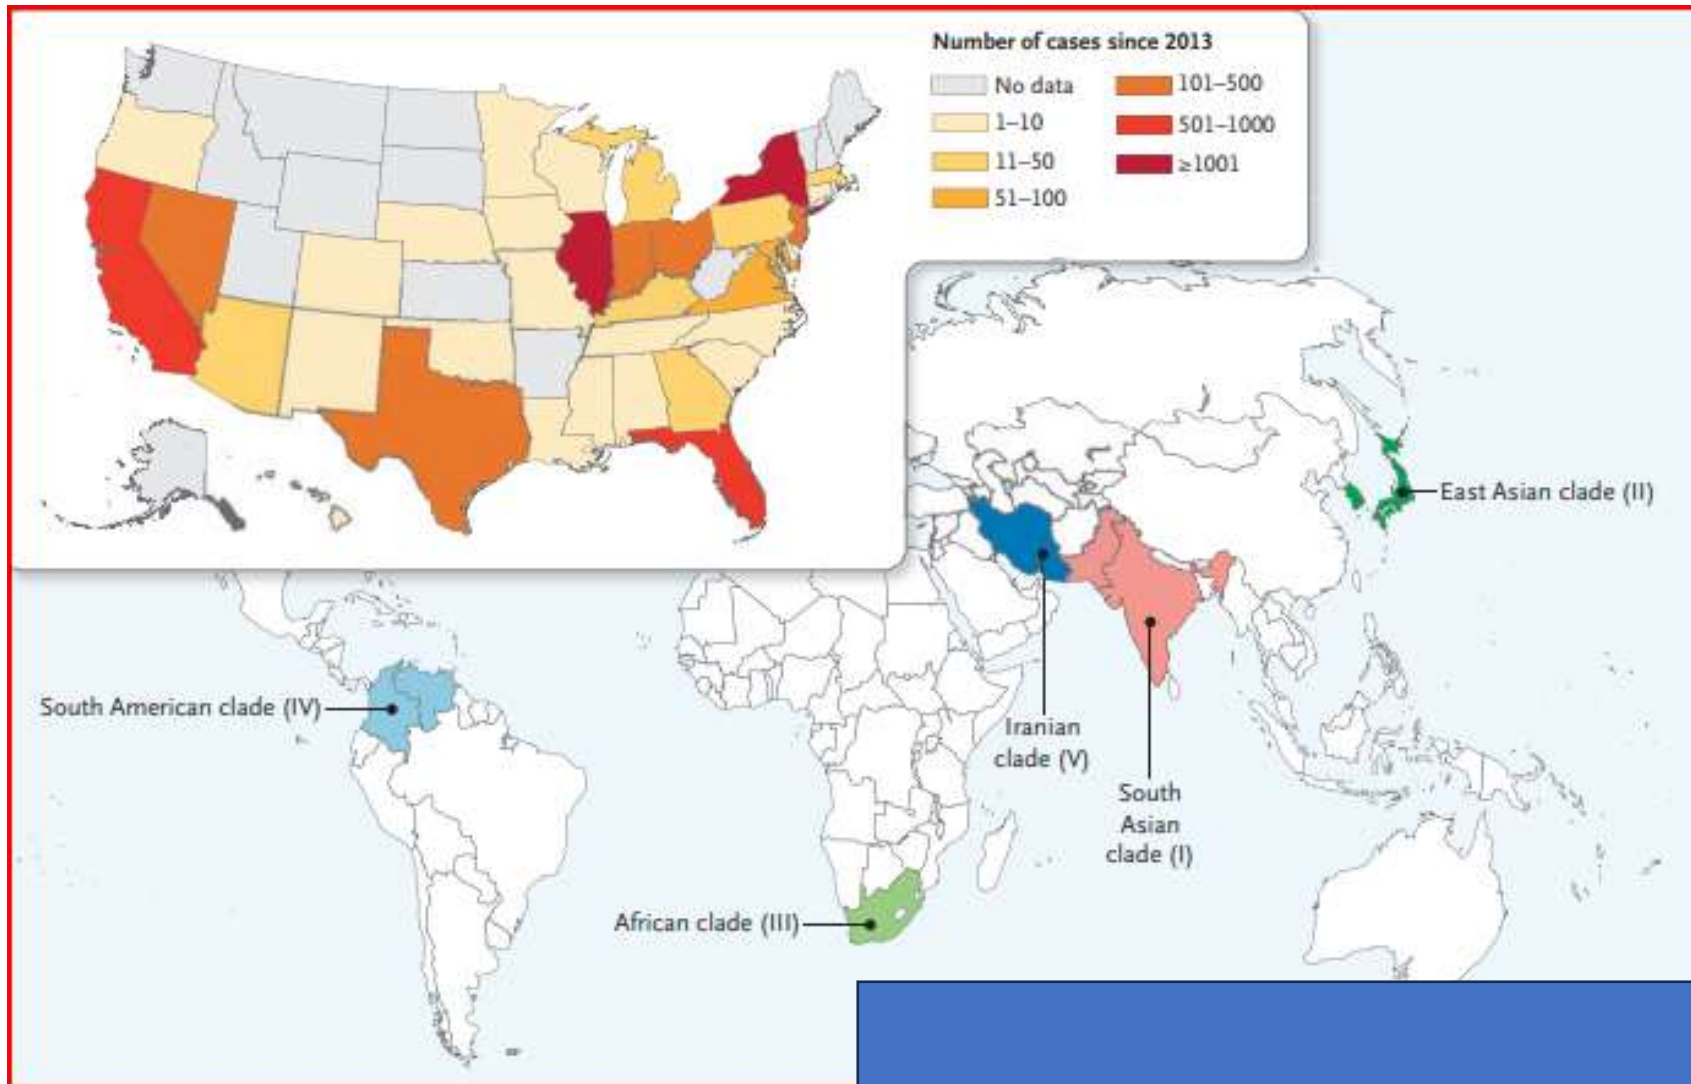 Number of cases since 2013
No data
1–10
11–50
51–100
101–500
501–1000
≥1001
East Asian clade (II)
South American clade (IV)
Iranian
clade (V)
South
Asian
clade (I)
African clade (III)